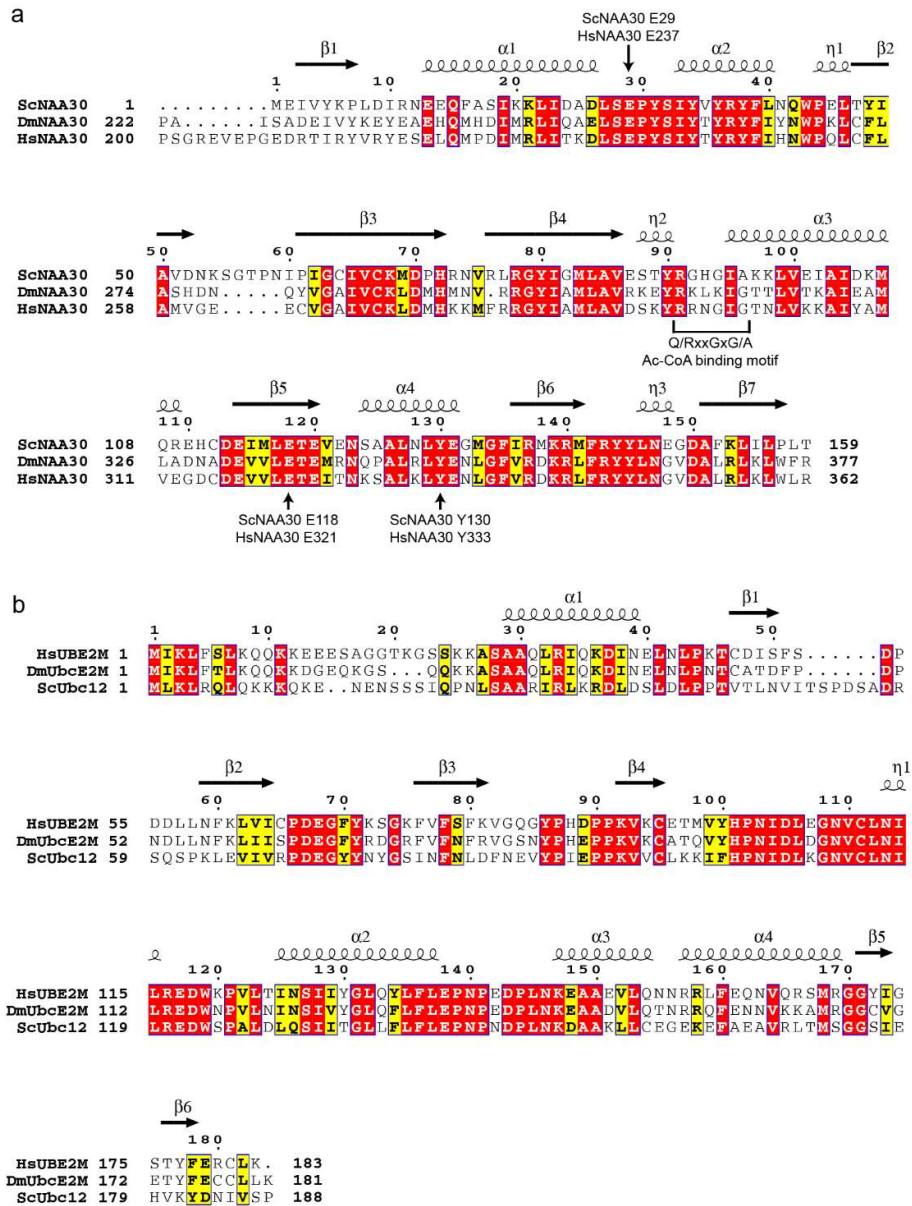 a
ScNAA30 E29
HsNAA30 E237
β1 α1 α2 η1 β2
1 10 20 30 40
ScNAA30 1 .........MEIVYKPLDIRNEEQFASIKKLIDADLSEPYSIYVYRYFLNQWPELTYI
DmNAA30 222 PA.....ISADEIVYKEYEAEHQMHDIMRLIQAELSEPYSIYTYRYFIYNWPKLCFL
HsNAA30 200 PSGREVEPGEDRTIRYVRYESELQMPDIMRLITKDLSEPYSIYTYRYFIHNWPQLCFL
β3 β4 η2 α3
50 60 70 80 90 100
ScNAA30 50 AVDNKSGTPNIPIGCIVCKMDPHRNVRLRGYIGMLAVESTYRGHGIAKKLVEIAIDKM
DmNAA30 274 ASHDN.....QYVGAIVCKLDMHMNV.RRGYIAMLAVRKEYRKLKIGTTLVTKAIEAM
HsNAA30 258 AMVGE.....ECVGAIVCKLDMHKKMFRRGYIAMLAVDSKYRRNGIGTNLVKKAIYAM
Q/RxxGxG/A
Ac-CoA binding motif
β5 α4 β6 η3 β7
110 120 130 140 150
ScNAA30 108 QREHCDEIMLETEVENSAALNLYEGMGFIRMKRMFRYYLNEGDAFKLILPLT 159
DmNAA30 326 LADNADEVVLETEMRNQPALRLYENLGFVRDKRLFRYYLNGVDALRLKLWFR 377
HsNAA30 311 VEGDCDEVVLETEITNKSALKLYENLGFVRDKRLFRYYLNGVDALRLKLWLR 362
ScNAA30 E118 ScNAA30 Y130
HsNAA30 E321 HsNAA30 Y333
b
α1 β1
1 10 20 30 40 50
HsUBE2M 1 MIKLFSLKQQKKEEESAGGTKGSSKKASAAQLRIQKDINELNLPKTCDISFS......DP
DmUbcE2M 1 MIKLFTLKQQKKDGEQKGS...QQKKASAAQLRIQKDINELNLPNTCATDFP......DP
ScUbc12 1 MLKLRQLQKKKQKE..NENSSSIQPNLSAARIRLKRDLDSLDLPPTVTLNVITSPDSADR
β2 β3 β4 η1
60 70 80 90 100 110
HsUBE2M 55 DDLLNFKLVICPDEGFYKSGKFVFSFKVGQGYPHDPPKVKCETMVYHPNIDLEGNVCLNI
DmUbcE2M 52 NDLLNFKLIISPDEGFYRDGRFVFNFRVGSNYPHEPPKVKCATQVYHPNIDLDGNVCLNI
ScUbc12 59 SQSPKLEVIVRPDEGYYNYGSINFNLDFNEVYPIEPPKVVCLKKIFHPNIDLKGNVCLNI
α2 α3 α4 β5
120 130 140 150 160 170
HsUBE2M 115 LREDWKPVLTINSIIYGLQYLFLEPNPEDPLNKEAAEVLQNNRRLFEQNVQRSMRGGYIG
DmUbcE2M 112 LREDWNPVLNINSIVYGLQFLFLEPNPEDPLNKEAADVLQTNRRQFENNVKKAMRGGCVG
ScUbc12 119 LREDWSPALDLQSIITGLLFLFLEPNPNDPLNKDAAKLLCEGEKEFAEAVRLTMSGGSIE
β6
180
HsUBE2M 175 STYFERCLK. 183
DmUbcE2M 172 ETYFECCLLK 181
ScUbc12 179 HVKYDNIVSP 188